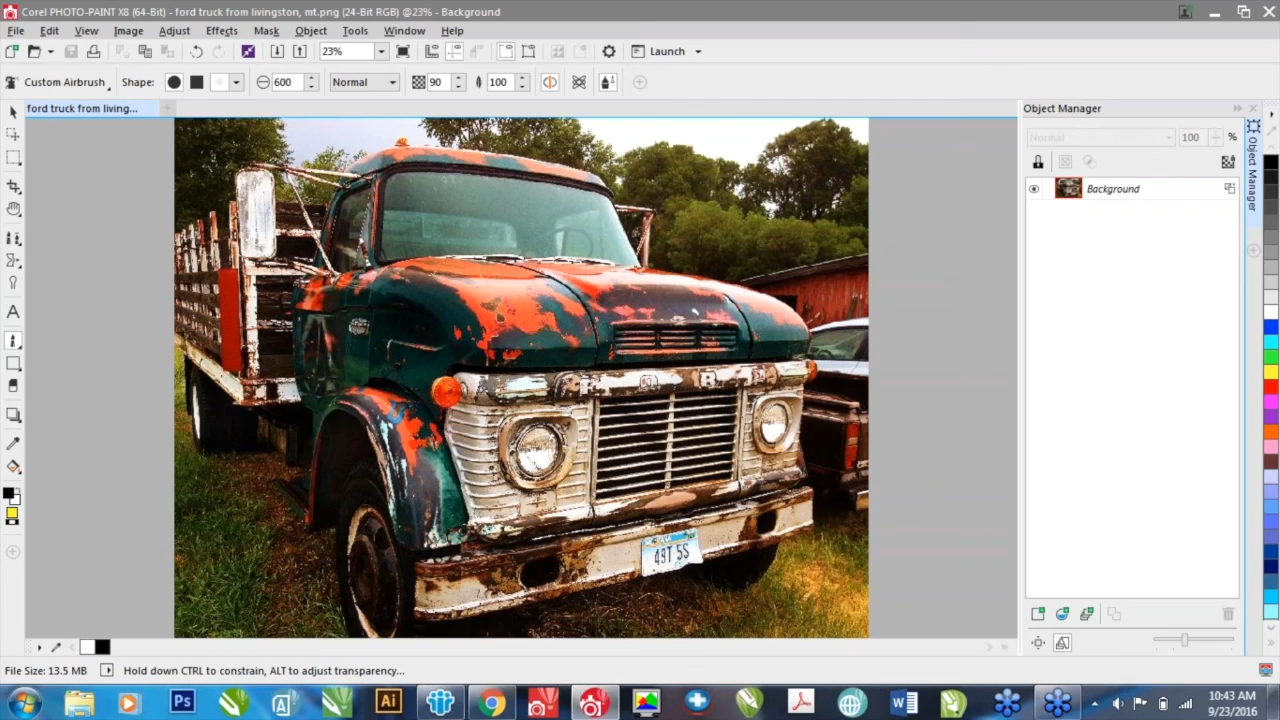 Corel PHOTO-PAINT X8 (64-Bit) - ford truck from livingston, mt.png (24-Bit RGB) @23% - Background
File Edit View Image Adjust Effects Mask Object Tools Window Help
23% Launch
Custom Airbrush Shape: 600 Normal 90 100
ford truck from living...
Object Manager
Normal 100 %
Background
Object Manager
49T 5S
File Size: 13.5 MB Hold down CTRL to constrain, ALT to adjust transparency...
Ps Ai W
10:43 AM
9/23/2016